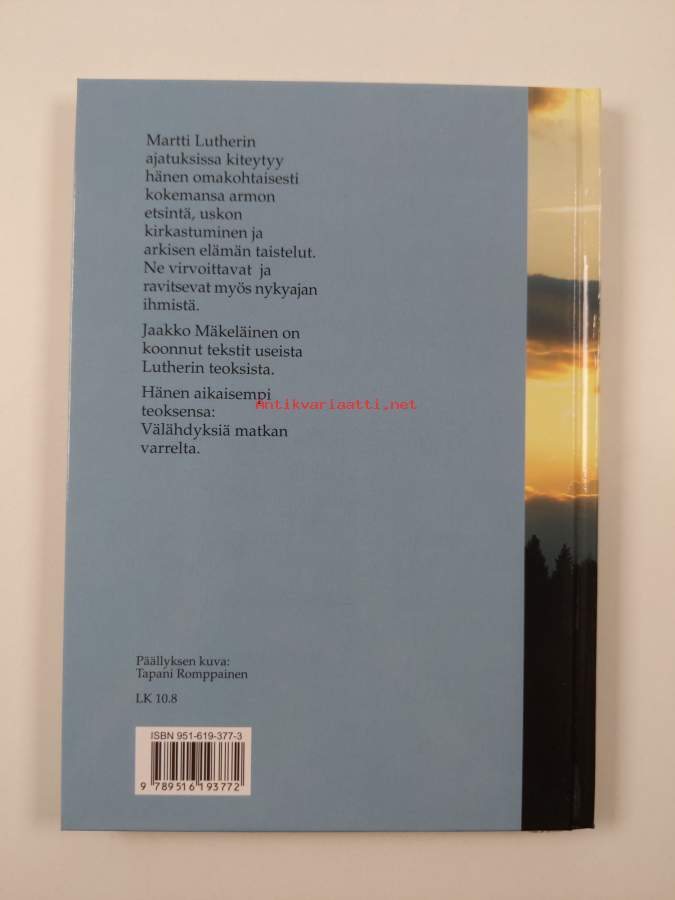 Martti Lutherin
ajatuksissa kiteytyy
hänen omakohtaisesti
kokemansa armon
etsintä, uskon
kirkastuminen ja
arkisen elämän taistelut.
Ne virvoittavat ja
ravitsevat myös nykyajan
ihmistä.
Jaakko Mäkeläinen on
koonnut tekstit useista
Lutherin teoksista.
Hänen aikaisempi
teoksensa:
Välähdyksiä matkan
varrelta.
Antikvariaatti.net
Päällyksen kuva:
Tapani Romppainen
LK 10.8
ISBN 951-619-377-3
9 789516 193772